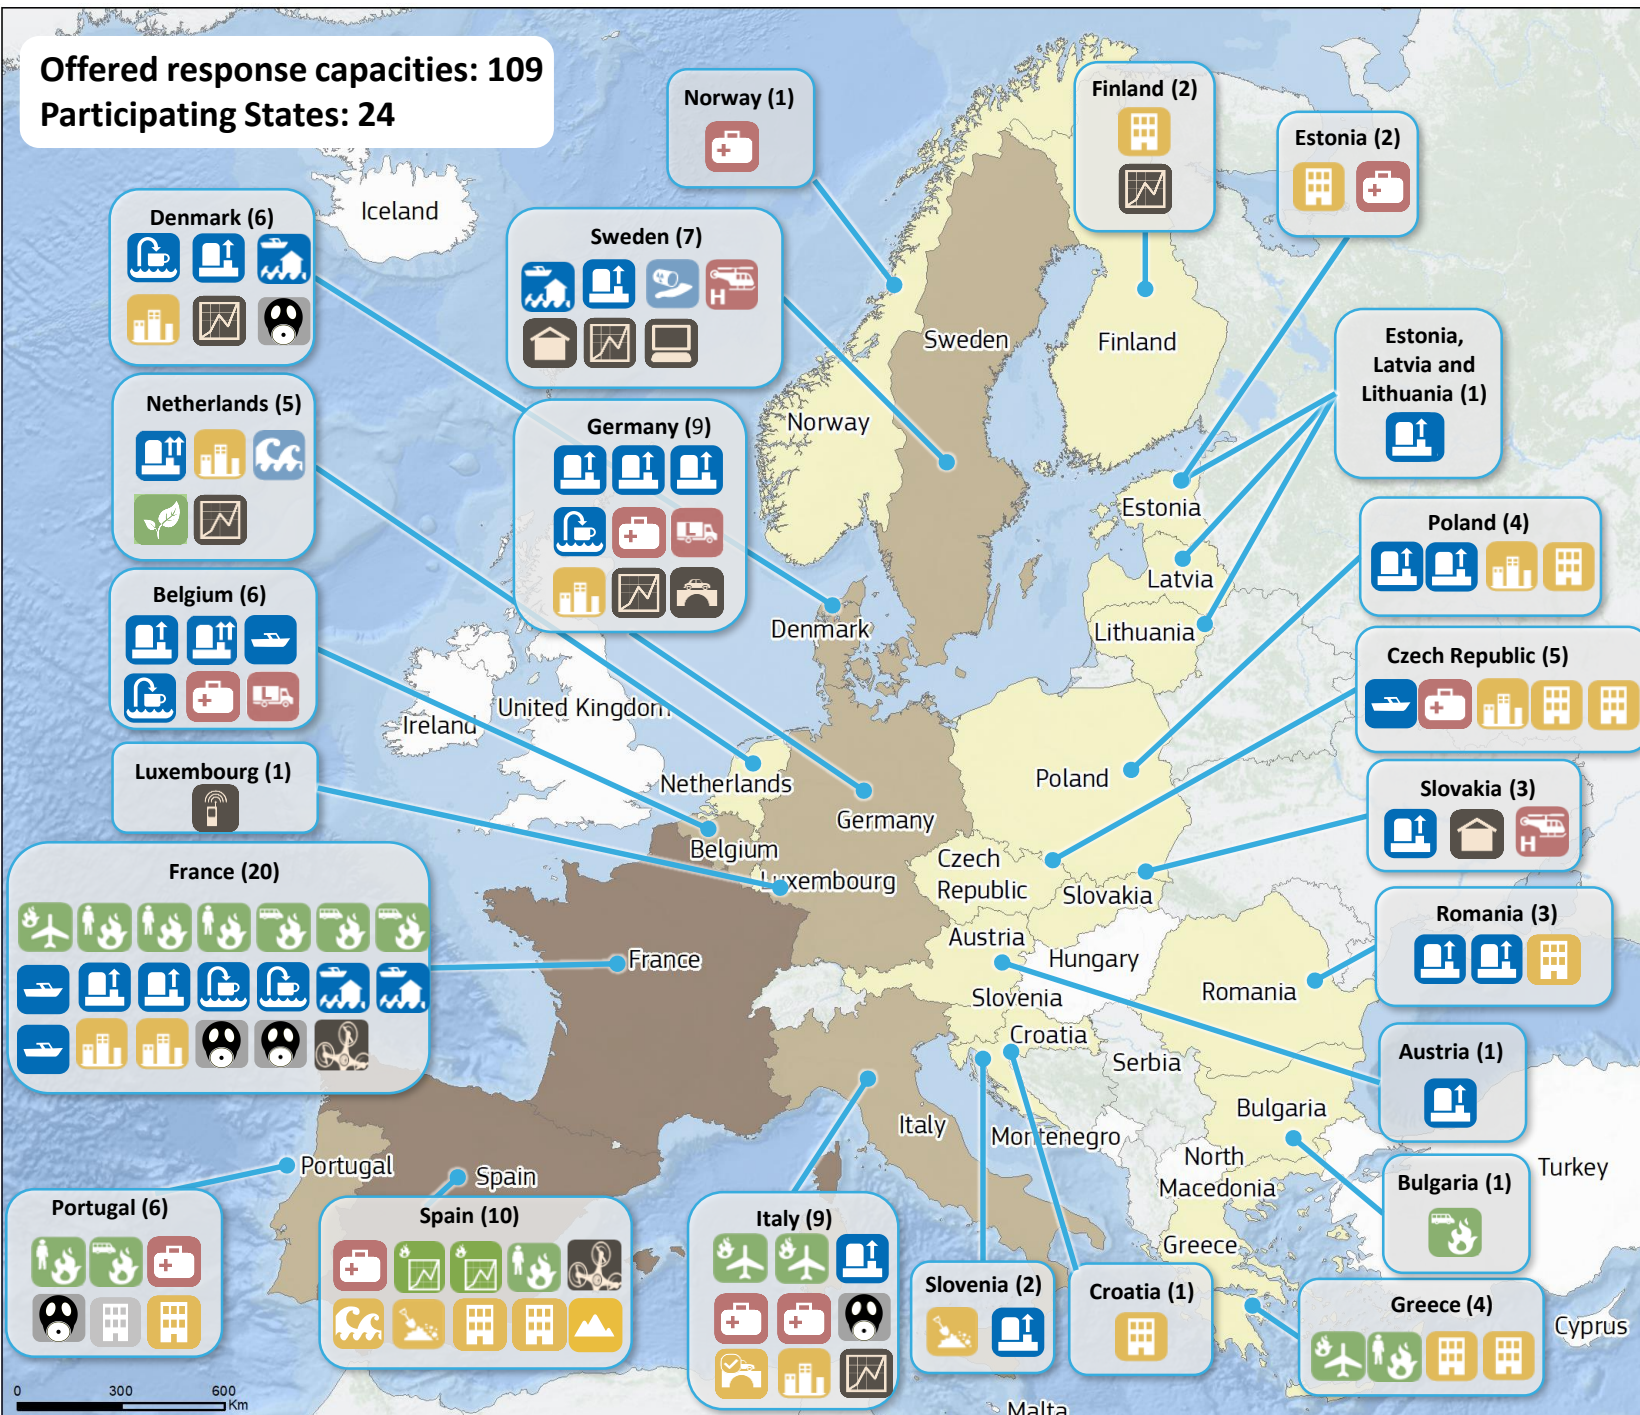 Offered response capacities: 109
Participating States: 24
Norway (1)
Finland (2)
Estonia (2)
Iceland
Denmark (6)
Sweden (7)
H
Estonia,
Latvia and
Lithuania (1)
Sweden
Finland
Netherlands (5)
Germany (9)
Norway
Estonia
Poland (4)
Latvia
Belgium (6)
Denmark
Lithuania
Czech Republic (5)
United Kingdom
Ireland
Luxembourg (1)
Netherlands
Poland
Slovakia (3)
H
Germany
Belgium
Czech
Republic
Luxembourg
Slovakia
France (20)
Romania (3)
Austria
France
Hungary
Romania
Slovenia
Croatia
Serbia
Austria (1)
Bulgaria
Italy
Montenegro
North
Macedonia
Portugal
Spain
Turkey
Bulgaria (1)
Portugal (6)
Spain (10)
Italy (9)
Greece
Slovenia (2)
Croatia (1)
Greece (4)
Cyprus
0 300 600
Km
Malta